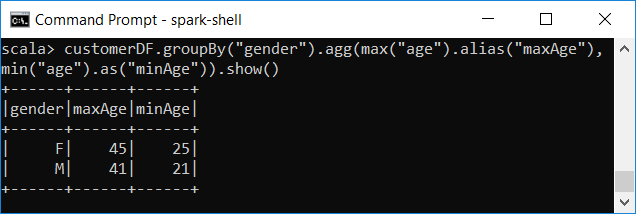 Command Prompt - spark-shell
scala> customerDF.groupBy("gender").agg(max("age").alias("maxAge"),
min("age").as("minAge")).show()
+------+------+------+
|gender|maxAge|minAge|
+------+------+------+
|     F|    45|    25|
|     M|    41|    21|
+------+------+------+